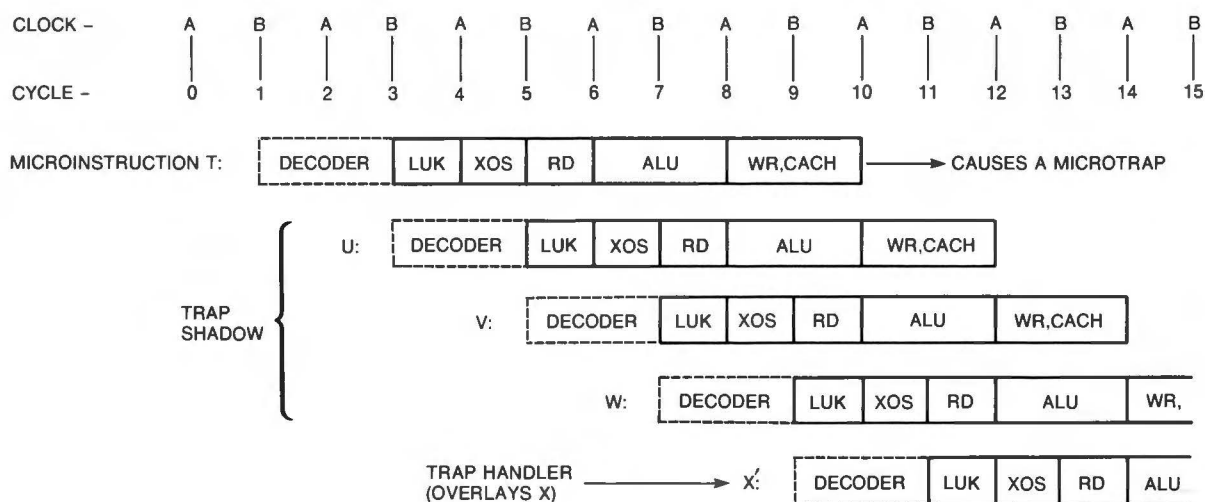 CLOCK – A B A B A B A B A B A B A B A B
CYCLE – 0 1 2 3 4 5 6 7 8 9 10 11 12 13 14 15
MICROINSTRUCTION T: DECODER LUK XOS RD ALU WR,CACH CAUSES A MICROTRAP
U: DECODER LUK XOS RD ALU WR,CACH
TRAP
SHADOW
V: DECODER LUK XOS RD ALU WR,CACH
W: DECODER LUK XOS RD ALU WR,
TRAP HANDLER
(OVERLAYS X)
X': DECODER LUK XOS RD ALU